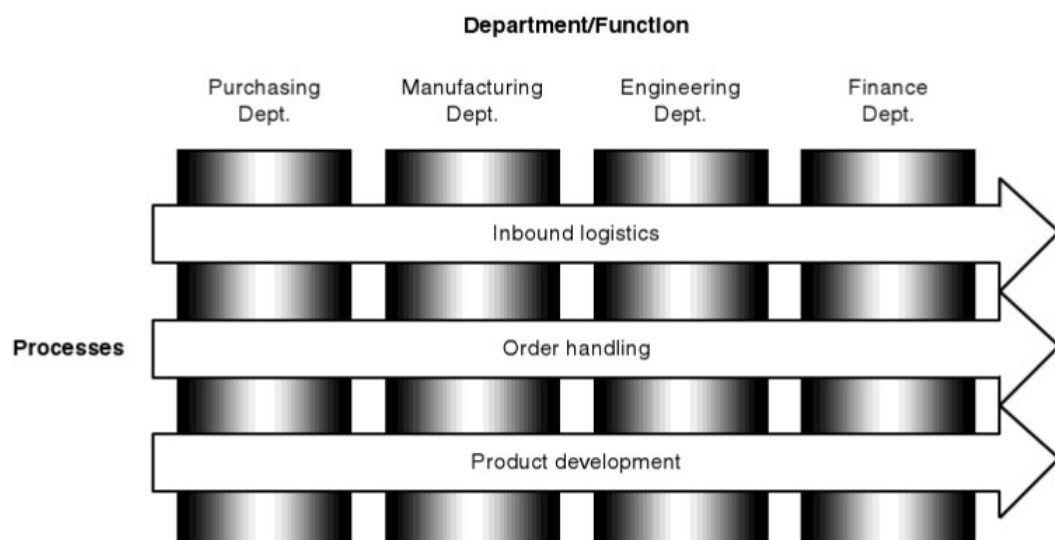 Department/Function
Purchasing
Dept.
Manufacturing
Dept.
Engineering
Dept.
Finance
Dept.
Inbound logistics
Processes
Order handling
Product development